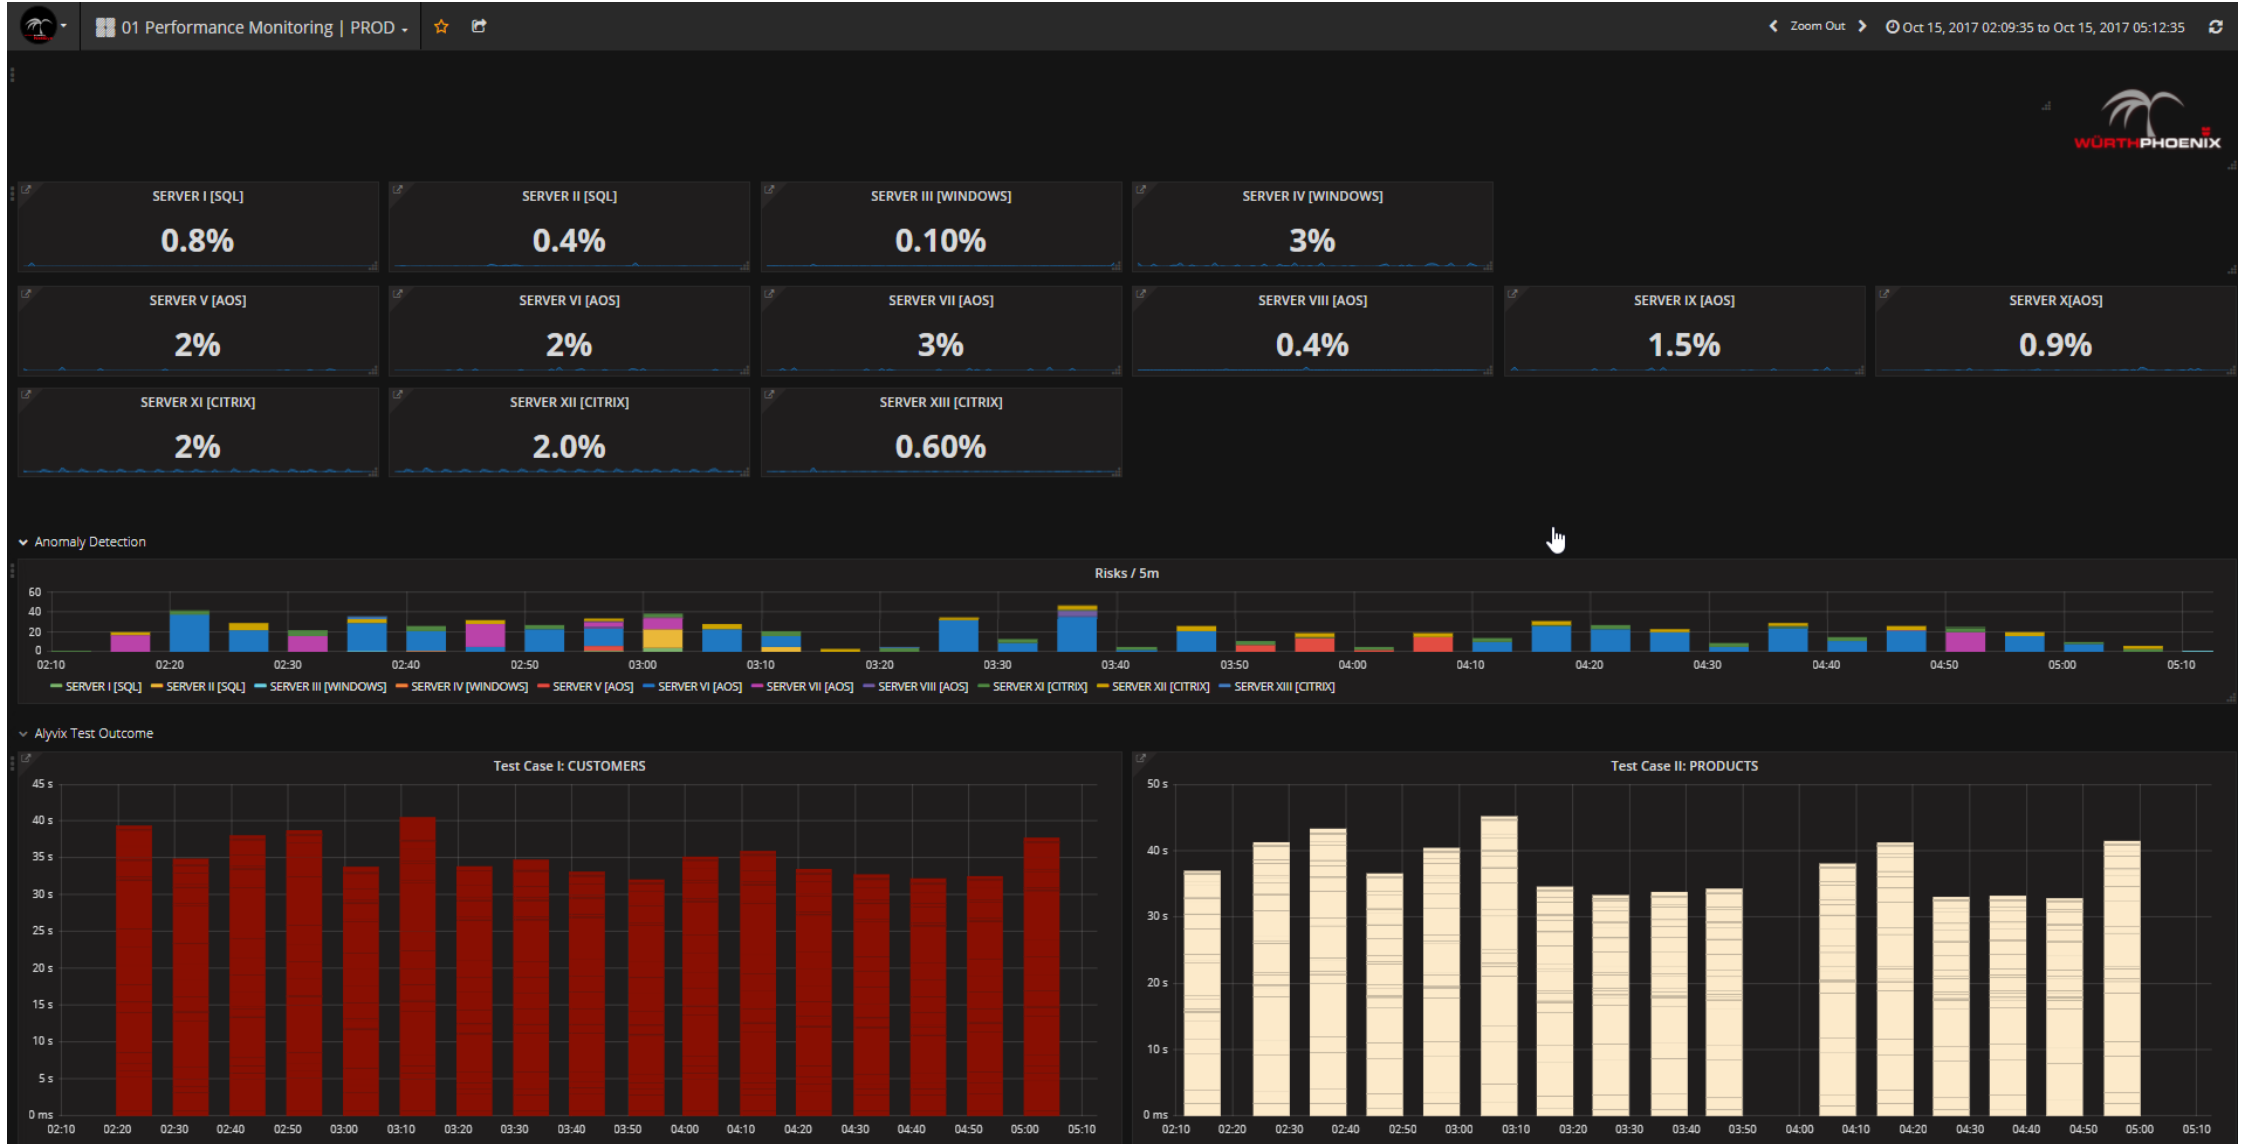 01 Performance Monitoring | PROD
Zoom Out
Oct 15, 2017 02:09:35 to Oct 15, 2017 05:12:35
WÜRTHPHOENIX
SERVER I [SQL]
0.8%
SERVER II [SQL]
0.4%
SERVER III [WINDOWS]
0.10%
SERVER IV [WINDOWS]
3%
SERVER V [AOS]
2%
SERVER VI [AOS]
2%
SERVER VII [AOS]
3%
SERVER VIII [AOS]
0.4%
SERVER IX [AOS]
1.5%
SERVER X[AOS]
0.9%
SERVER XI [CITRIX]
2%
SERVER XII [CITRIX]
2.0%
SERVER XIII [CITRIX]
0.60%
Anomaly Detection
Risks / 5m
60
40
20
0
02:10 02:20 02:30 02:40 02:50 03:00 03:10 03:20 03:30 03:40 03:50 04:00 04:10 04:20 04:30 04:40 04:50 05:00 05:10
SERVER I [SQL] SERVER II [SQL] SERVER III [WINDOWS] SERVER IV [WINDOWS] SERVER V [AOS] SERVER VI [AOS] SERVER VII [AOS] SERVER VIII [AOS] SERVER XI [CITRIX] SERVER XII [CITRIX] SERVER XIII [CITRIX]
Alyvix Test Outcome
Test Case I: CUSTOMERS
45 s
40 s
35 s
30 s
25 s
20 s
15 s
10 s
5 s
0 ms
02:10 02:20 02:30 02:40 02:50 03:00 03:10 03:20 03:30 03:40 03:50 04:00 04:10 04:20 04:30 04:40 04:50 05:00 05:10
Test Case II: PRODUCTS
50 s
40 s
30 s
20 s
10 s
0 ms
02:10 02:20 02:30 02:40 02:50 03:00 03:10 03:20 03:30 03:40 03:50 04:00 04:10 04:20 04:30 04:40 04:50 05:00 05:10